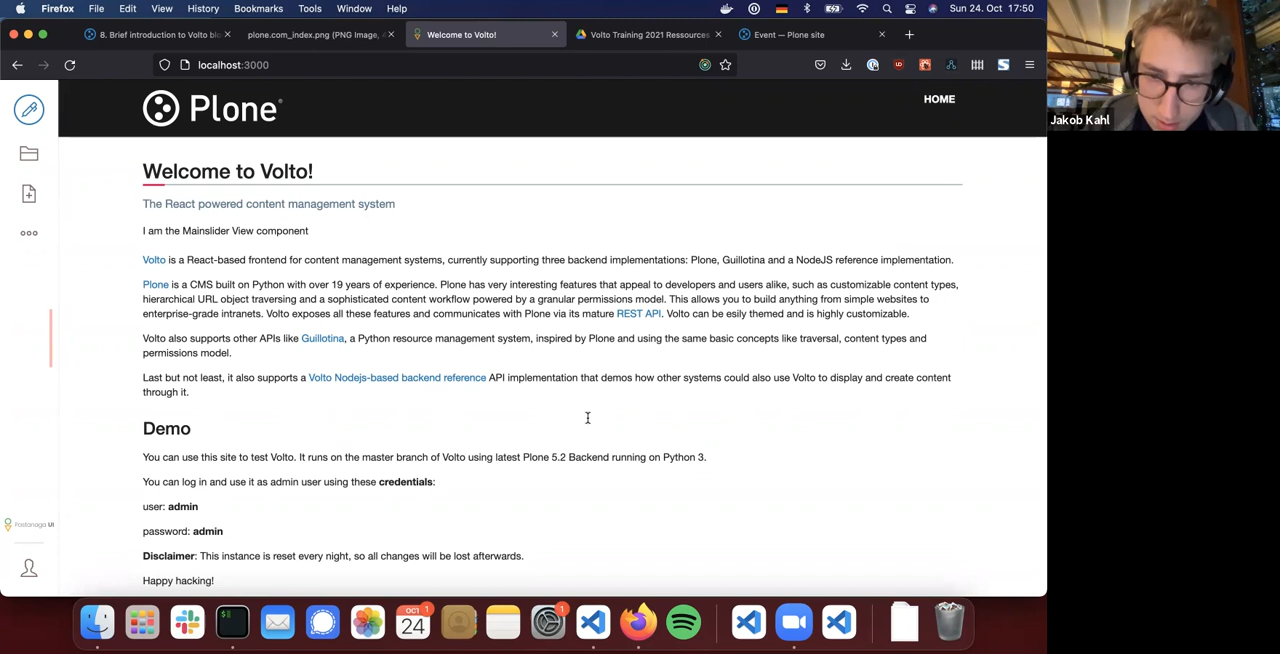 Firefox File Edit View History Bookmarks Tools Window Help Sun 24. Oct 17:50
8. Brief introduction to Volto blo plone.com_index.png (PNG Image, Welcome to Volto! Volto Training 2021 Ressources Event — Plone site
localhost:3000
Plone
HOME
Jakob Kahl
Welcome to Volto!
The React powered content management system
I am the Mainslider View component
Volto is a React-based frontend for content management systems, currently supporting three backend implementations: Plone, Guillotina and a NodeJS reference implementation.
Plone is a CMS built on Python with over 19 years of experience. Plone has very interesting features that appeal to developers and users alike, such as customizable content types,
hierarchical URL object traversing and a sophisticated content workflow powered by a granular permissions model. This allows you to build anything from simple websites to
enterprise-grade intranets. Volto exposes all these features and communicates with Plone via its mature REST API. Volto can be esily themed and is highly customizable.
Volto also supports other APIs like Guillotina, a Python resource management system, inspired by Plone and using the same basic concepts like traversal, content types and
permissions model.
Last but not least, it also supports a Volto Nodejs-based backend reference API implementation that demos how other systems could also use Volto to display and create content
through it.
Demo
You can use this site to test Volto. It runs on the master branch of Volto using latest Plone 5.2 Backend running on Python 3.
You can log in and use it as admin user using these credentials:
user: admin
Pastanaga UI
password: admin
Disclaimer: This instance is reset every night, so all changes will be lost afterwards.
Happy hacking!
OCT 1
24
1